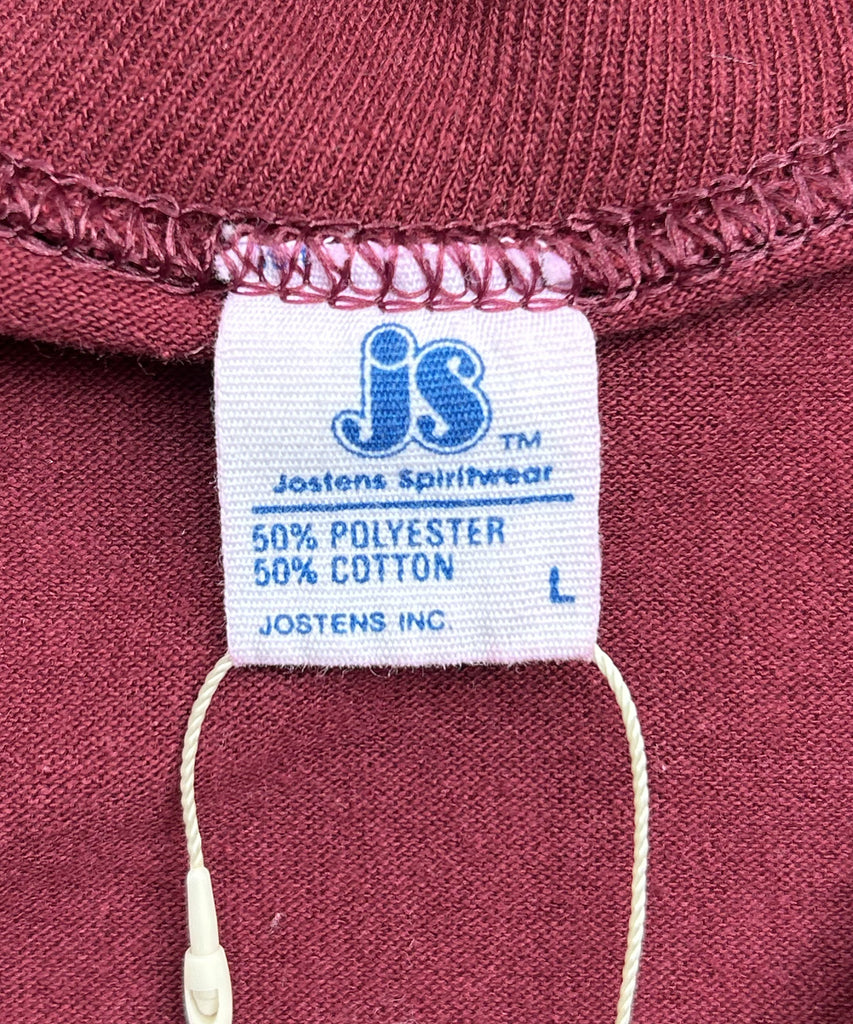 js TM
Jostens Spiritwear
50% POLYESTER
50% COTTON
L
JOSTENS INC.